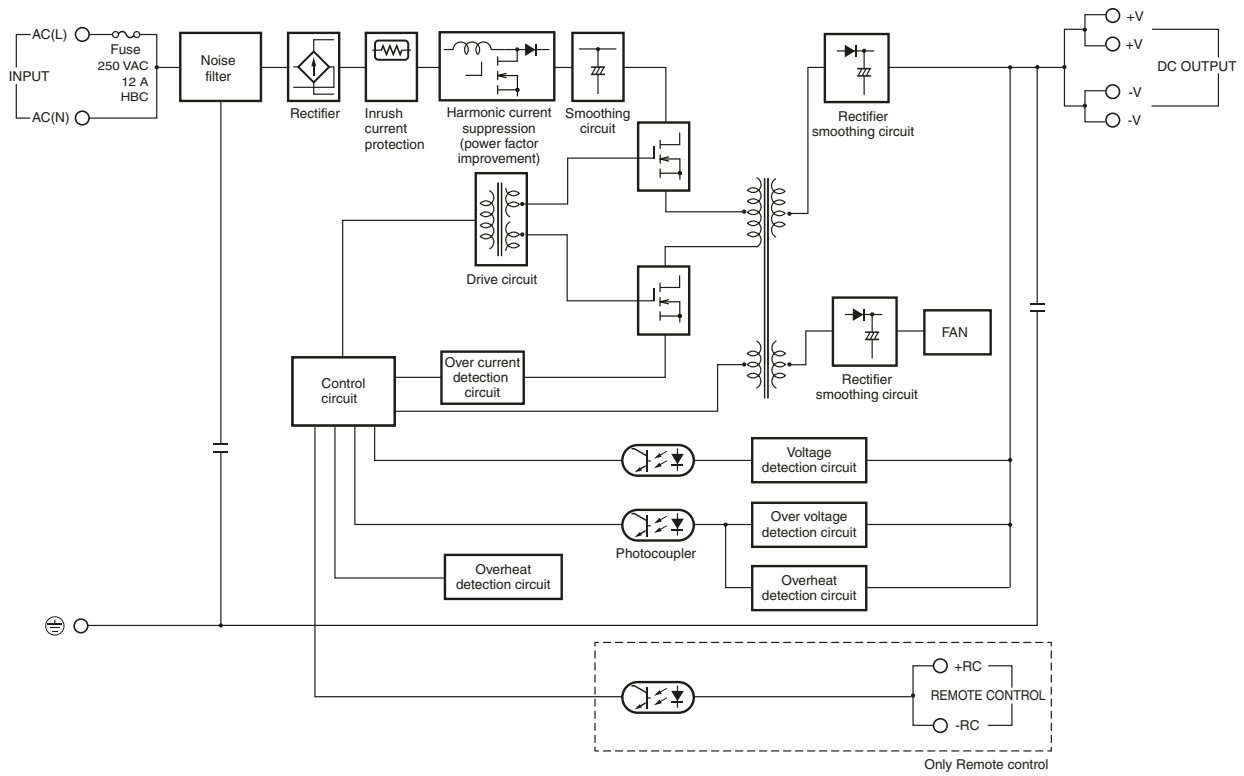 AC(L)
Fuse
250 VAC
12 A
HBC
INPUT
AC(N)
Noise
filter
Rectifier
Inrush
current
protection
Harmonic current
suppression
(power factor
improvement)
Smoothing
circuit
Rectifier
smoothing circuit
+V
+V
DC OUTPUT
-V
-V
Drive circuit
Control
circuit
Over current
detection
circuit
Rectifier
smoothing circuit
FAN
Voltage
detection circuit
Over voltage
detection circuit
Photocoupler
Overheat
detection circuit
Overheat
detection circuit
+RC
REMOTE CONTROL
-RC
Only Remote control